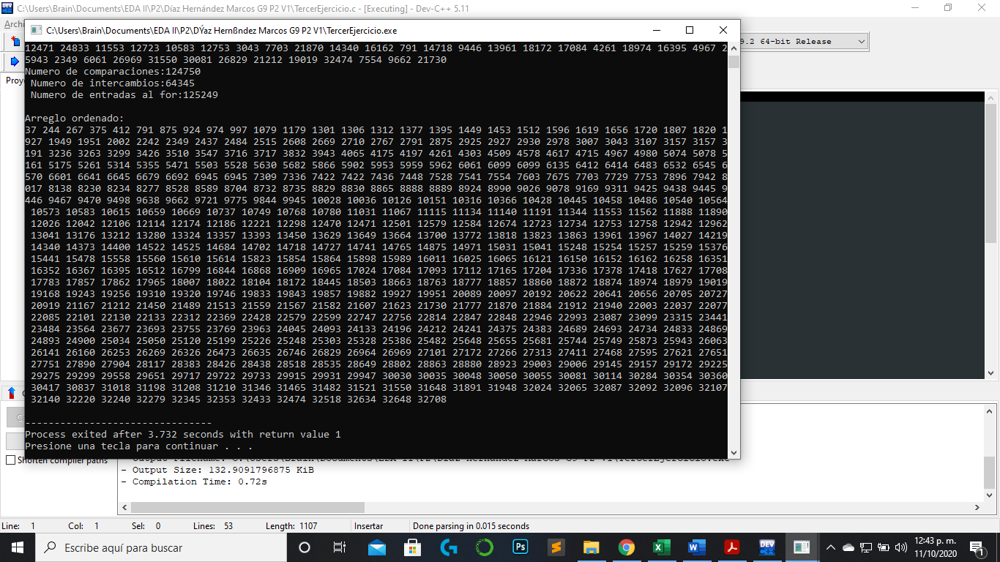 C:\Users\Brain\Documents\EDA II\P2\Díaz Hernández Marcos G9 P2 V1\TercerEjercicio.c - [Executing] - Dev-C++ 5.11
Archi
C:\Users\Brain\Documents\EDA II\P2\DÝaz Hernßndez Marcos G9 P2 V1\TercerEjercicio.exe
9.2 64-bit Release
Proye
12471 24833 11553 12723 10583 12753 3043 7703 21870 14340 16162 791 14718 9446 13961 18172 17084 4261 18974 16395 4967 2
5943 2349 6061 26969 31550 30081 26829 21212 19019 32474 7554 9662 21730
Numero de comparaciones:124750
Numero de intercambios:64345
Numero de entradas al for:125249
Arreglo ordenado:
37 244 267 375 412 791 875 924 974 997 1079 1179 1301 1306 1312 1377 1395 1449 1453 1512 1596 1619 1656 1720 1807 1820 1
927 1949 1951 2002 2242 2349 2437 2484 2515 2608 2669 2710 2767 2791 2875 2925 2927 2930 2978 3007 3043 3107 3157 3157 3
191 3236 3263 3299 3426 3510 3547 3716 3717 3832 3943 4065 4175 4197 4261 4303 4509 4578 4617 4715 4967 4980 5074 5078 5
161 5175 5261 5314 5355 5471 5503 5528 5630 5682 5866 5902 5953 5959 5962 6061 6099 6099 6135 6412 6414 6483 6532 6545 6
570 6601 6641 6645 6679 6692 6945 6945 7309 7336 7422 7422 7436 7448 7528 7541 7554 7603 7675 7703 7729 7753 7896 7942 8
017 8138 8230 8234 8277 8528 8589 8704 8732 8735 8829 8830 8865 8888 8889 8924 8990 9026 9078 9169 9311 9425 9438 9445 9
446 9467 9470 9498 9638 9662 9721 9775 9844 9945 10028 10036 10126 10151 10316 10366 10428 10445 10458 10486 10540 10564
10573 10583 10615 10659 10669 10737 10749 10768 10780 11031 11067 11115 11134 11140 11191 11344 11553 11562 11888 11890
12026 12042 12106 12114 12174 12186 12221 12298 12470 12471 12501 12579 12584 12674 12723 12734 12753 12758 12942 12962
13041 13176 13212 13280 13324 13357 13393 13450 13629 13649 13664 13700 13772 13818 13823 13863 13961 13967 14027 14219
14340 14373 14400 14522 14525 14684 14702 14718 14727 14741 14765 14875 14971 15031 15041 15248 15254 15257 15259 15376
15441 15478 15558 15560 15610 15614 15823 15854 15864 15898 15989 16011 16025 16065 16121 16150 16152 16162 16258 16351
16352 16367 16395 16512 16799 16844 16868 16909 16965 17024 17084 17093 17112 17165 17204 17336 17378 17418 17627 17708
17783 17857 17862 17965 18007 18022 18104 18172 18445 18503 18663 18763 18777 18857 18860 18872 18874 18974 18979 19019
19168 19243 19256 19310 19320 19746 19833 19843 19857 19882 19927 19951 20089 20097 20192 20622 20641 20656 20705 20727
20919 21167 21212 21450 21489 21513 21559 21567 21582 21607 21623 21730 21777 21870 21884 21912 21940 22003 22037 22077
22085 22101 22130 22133 22312 22369 22428 22579 22599 22747 22756 22814 22847 22848 22946 22993 23087 23099 23315 23441
23484 23564 23677 23693 23755 23769 23963 24045 24093 24133 24196 24212 24241 24375 24383 24689 24693 24734 24833 24869
24893 24900 25034 25050 25120 25199 25226 25248 25303 25328 25386 25482 25648 25655 25681 25744 25749 25873 25943 26063
26141 26160 26253 26269 26326 26473 26635 26746 26829 26964 26969 27101 27172 27266 27313 27411 27468 27595 27621 27651
27751 27890 27904 28117 28383 28426 28438 28518 28535 28649 28802 28863 28880 28923 29003 29006 29145 29157 29172 29225
29275 29299 29558 29651 29717 29722 29733 29915 29931 29947 30030 30035 30048 30050 30055 30081 30114 30284 30354 30360
30417 30837 31018 31198 31208 31210 31346 31465 31482 31521 31550 31648 31891 31948 32024 32065 32087 32092 32096 32107
32140 32220 32240 32279 32345 32353 32433 32474 32518 32634 32648 32708
--------------------------------
Process exited after 3.732 seconds with return value 1
Presione una tecla para continuar . . .
Shorten compiler paths
- Output Filename: C:\Users\Brain\Documents\EDA II\P2\Díaz Hernández Marcos G9 P2 V1\TercerEjercicio.exe
- Output Size: 132.9091796875 KiB
- Compilation Time: 0.72s
Line: 1 Col: 1 Sel: 0 Lines: 53 Length: 1107 Insertar Done parsing in 0.015 seconds
Escribe aquí para buscar
Ps
DEV
12:43 p. m.
11/10/2020
1